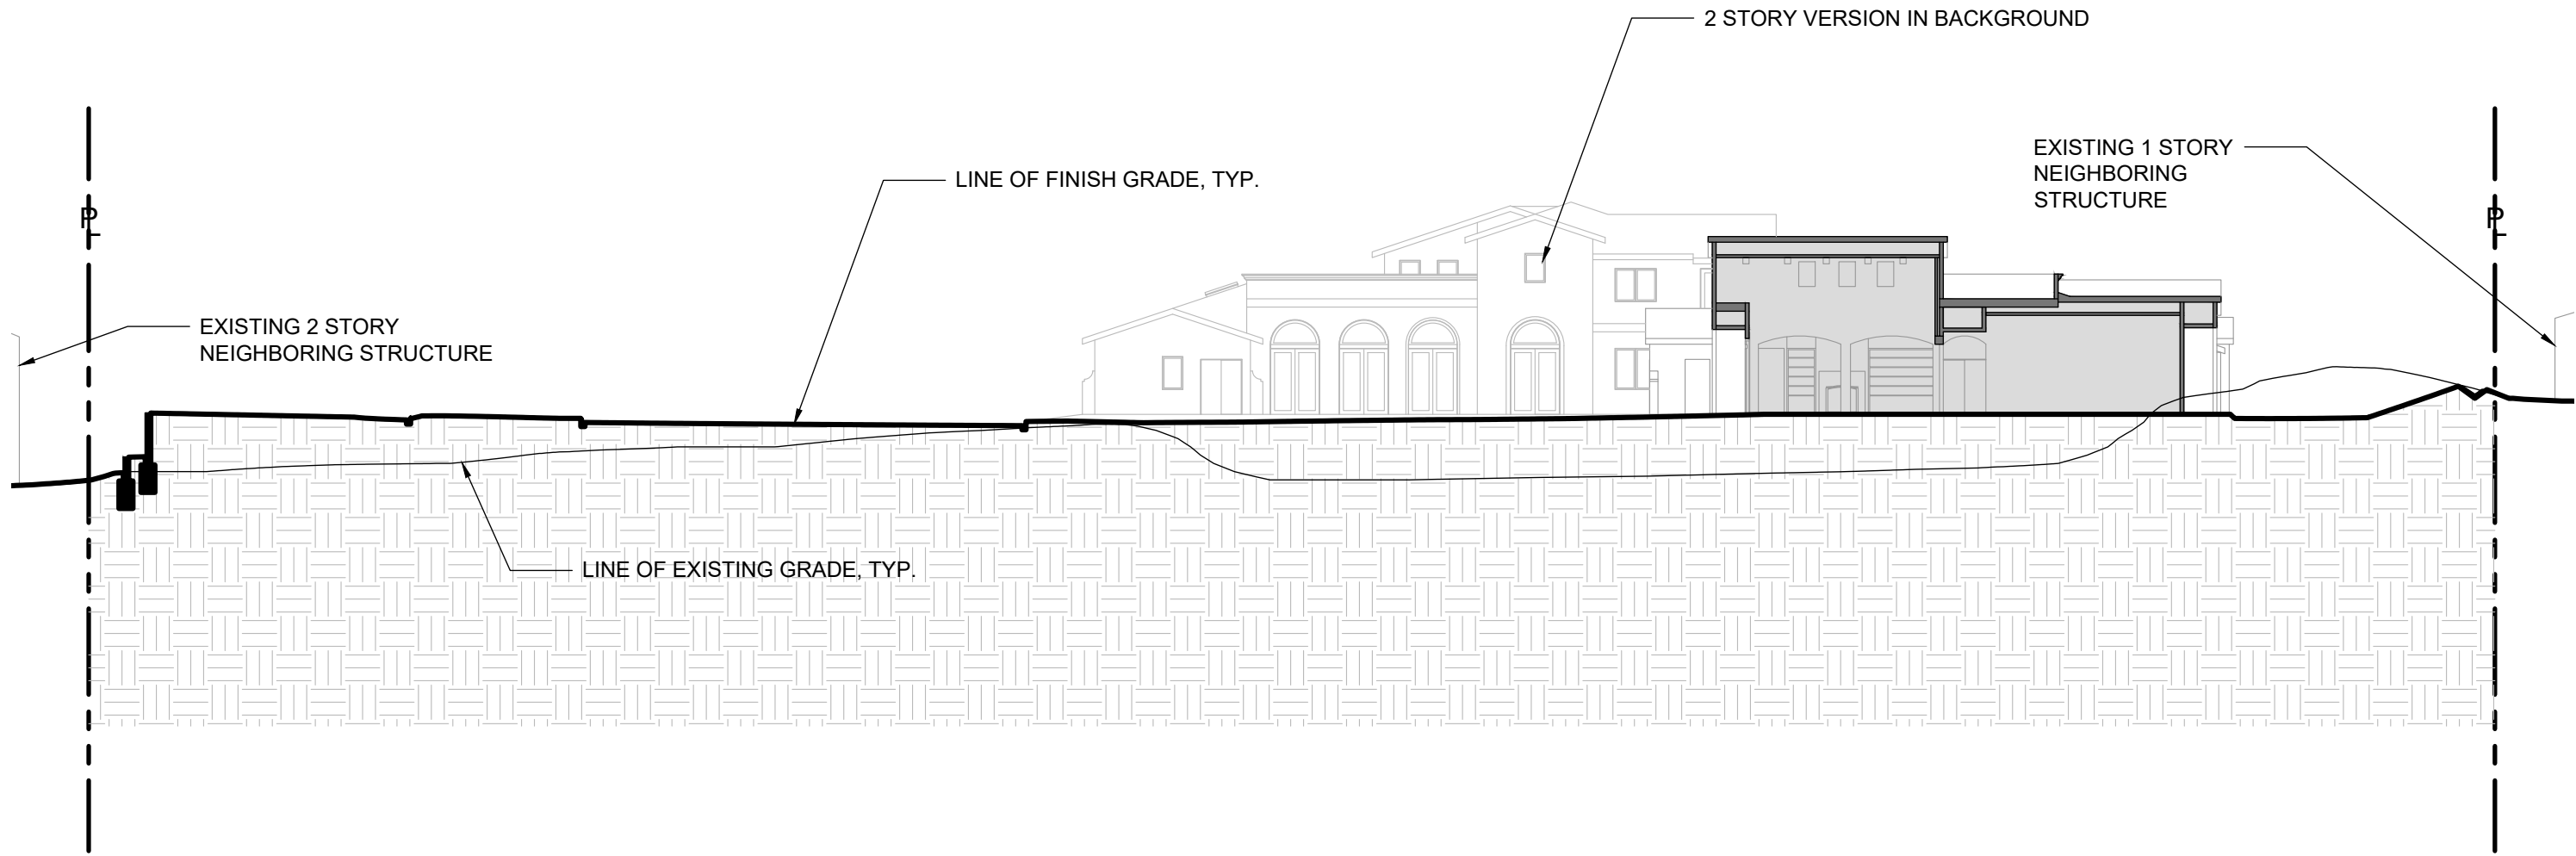 2 STORY VERSION IN BACKGROUND
EXISTING 1 STORY
NEIGHBORING
STRUCTURE
LINE OF FINISH GRADE, TYP.
PL
PL
EXISTING 2 STORY
NEIGHBORING STRUCTURE
LINE OF EXISTING GRADE, TYP.